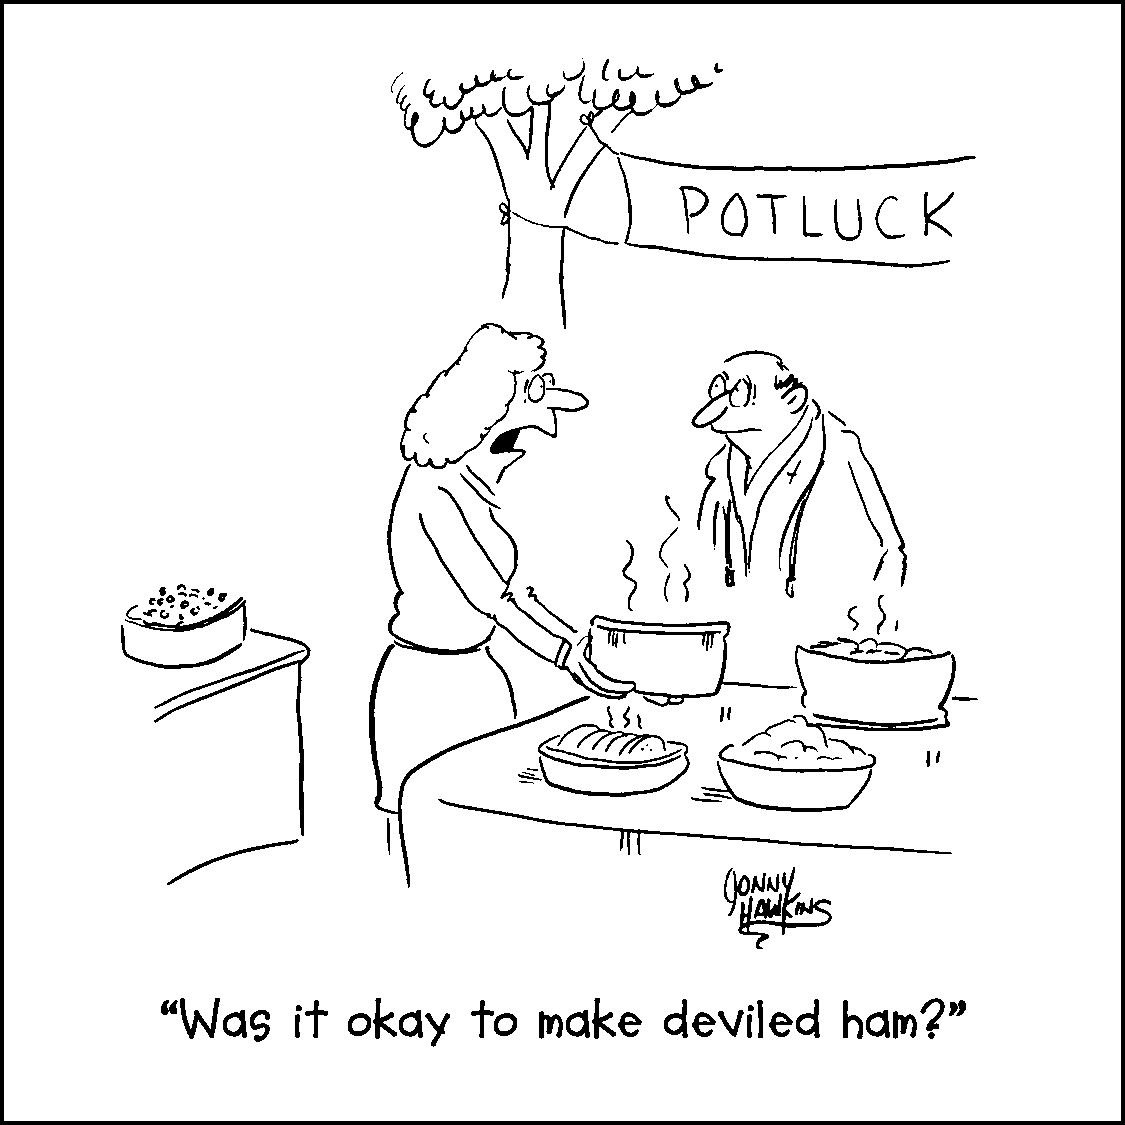 POTLUCK
JONNY
HAWKINS
“Was it okay to make deviled ham?”